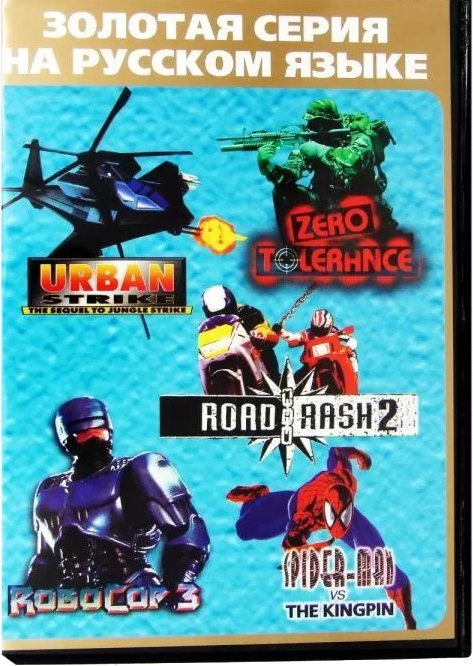 ЗОЛОТАЯ СЕРИЯ
НА РУССКОМ ЯЗЫКЕ
URBAN
STRIKE
THE SEQUEL TO JUNGLE STRIKE
ZERO
TOLERANCE
ROAD RASH 2
ROBOCOP 3
SPIDER-MAN
VS
THE KINGPIN